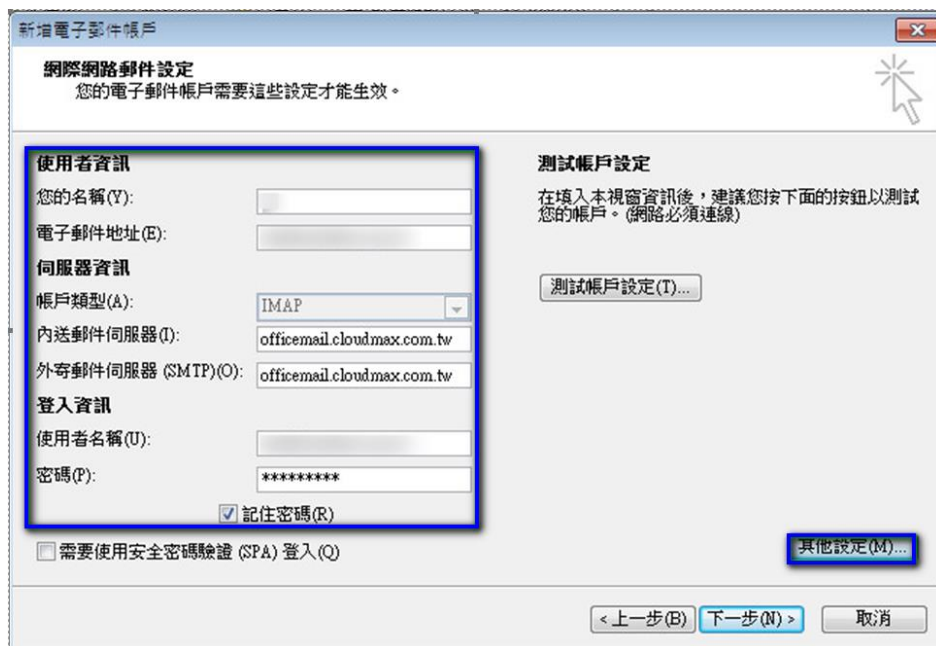 新增電子郵件帳戶
網際網路郵件設定
您的電子郵件帳戶需要這些設定才能生效。
使用者資訊
您的名稱(Y):
電子郵件地址(E):
伺服器資訊
帳戶類型(A):
IMAP
內送郵件伺服器(I):
officemail.cloudmax.com.tw
外寄郵件伺服器 (SMTP)(O):
officemail.cloudmax.com.tw
登入資訊
使用者名稱(U):
密碼(P):
*********
記住密碼(R)
需要使用安全密碼驗證 (SPA) 登入(Q)
測試帳戶設定
在填入本視窗資訊後，建議您按下面的按鈕以測試
您的帳戶。(網路必須連線)
測試帳戶設定(T)...
其他設定(M)...
< 上一步(B)
下一步(N) >
取消